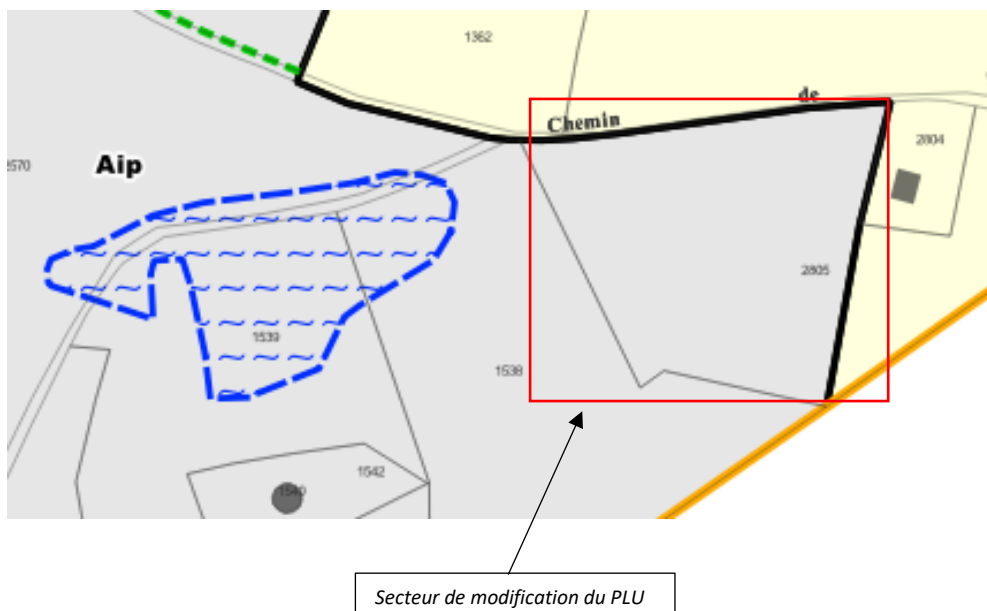 1362
de
Chemin
2804
2570
Aip
2805
1539
1538
1542
1540
Secteur de modification du PLU